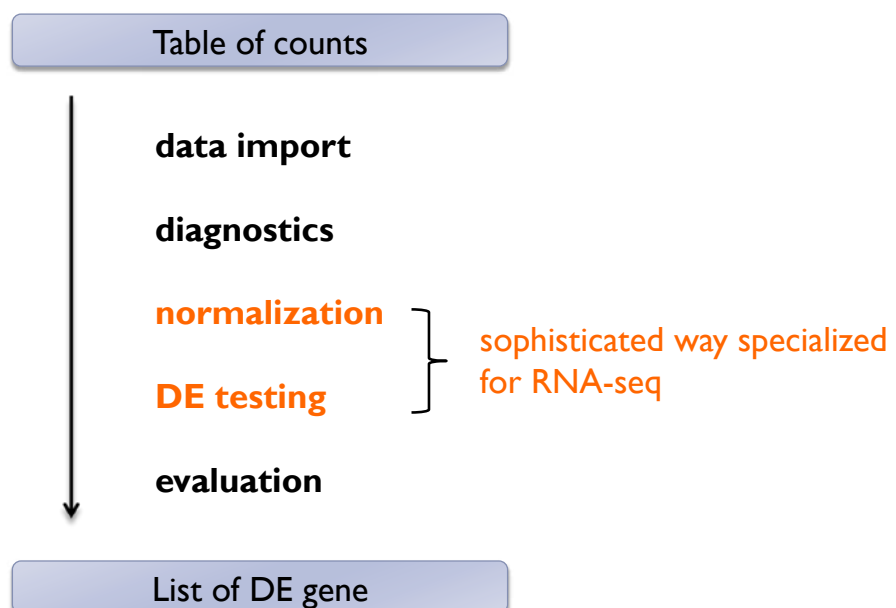 Table of counts
data import
diagnostics
normalization
sophisticated way specialized
for RNA-seq
DE testing
evaluation
List of DE gene